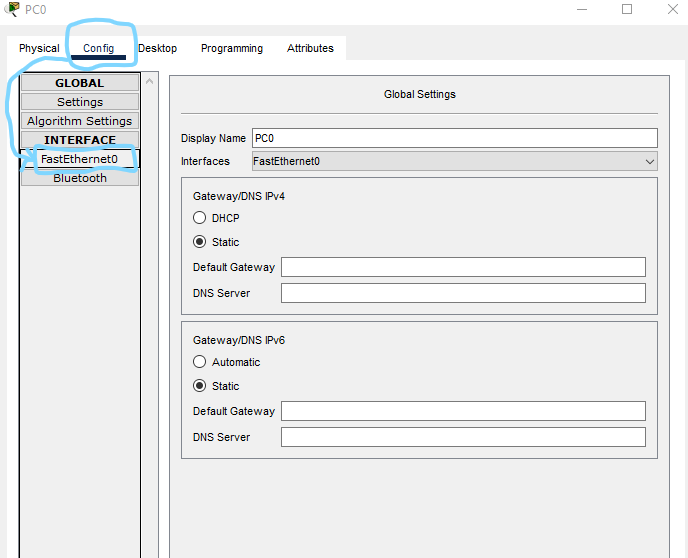 PC0
Physical Config Desktop Programming Attributes
GLOBAL
Settings
Algorithm Settings
INTERFACE
FastEthernet0
Bluetooth
Global Settings
Display Name PC0
Interfaces FastEthernet0
Gateway/DNS IPv4
DHCP
Static
Default Gateway
DNS Server
Gateway/DNS IPv6
Automatic
Static
Default Gateway
DNS Server